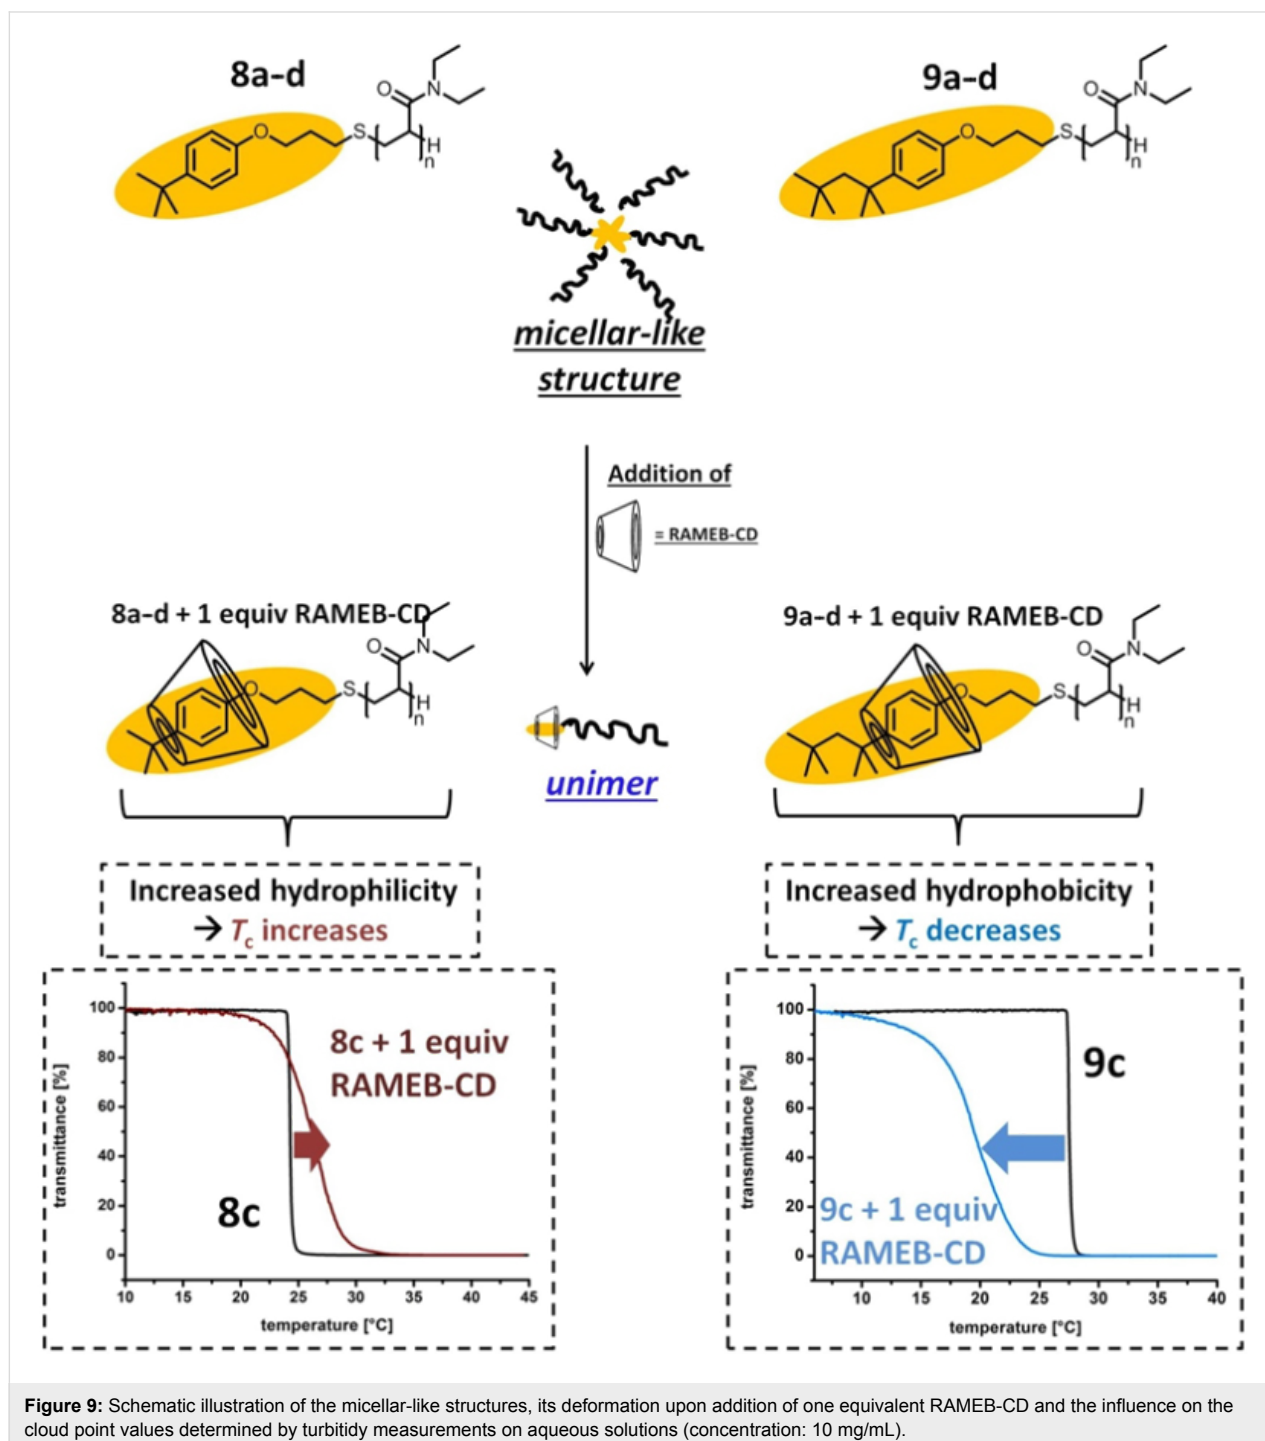 8a-d
9a-d
O
N
O
S
H
n
O
N
O
S
H
n
micellar-like
structure
Addition of
= RAMEB-CD
8a-d + 1 equiv RAMEB-CD
9a-d + 1 equiv RAMEB-CD
O
N
O
S
H
n
O
N
O
S
H
n
unimer
Increased hydrophilicity
→ Tc increases
Increased hydrophobicity
→ Tc decreases
transmittance [%]
100
80
60
40
20
0
8c + 1 equiv
RAMEB-CD
8c
10 15 20 25 30 35 40 45
temperature [°C]
transmittance [%]
100
80
60
40
20
0
9c
9c + 1 equiv
RAMEB-CD
10 15 20 25 30 35 40
temperature [°C]
Figure 9: Schematic illustration of the micellar-like structures, its deformation upon addition of one equivalent RAMEB-CD and the influence on the
cloud point values determined by turbitidy measurements on aqueous solutions (concentration: 10 mg/mL).